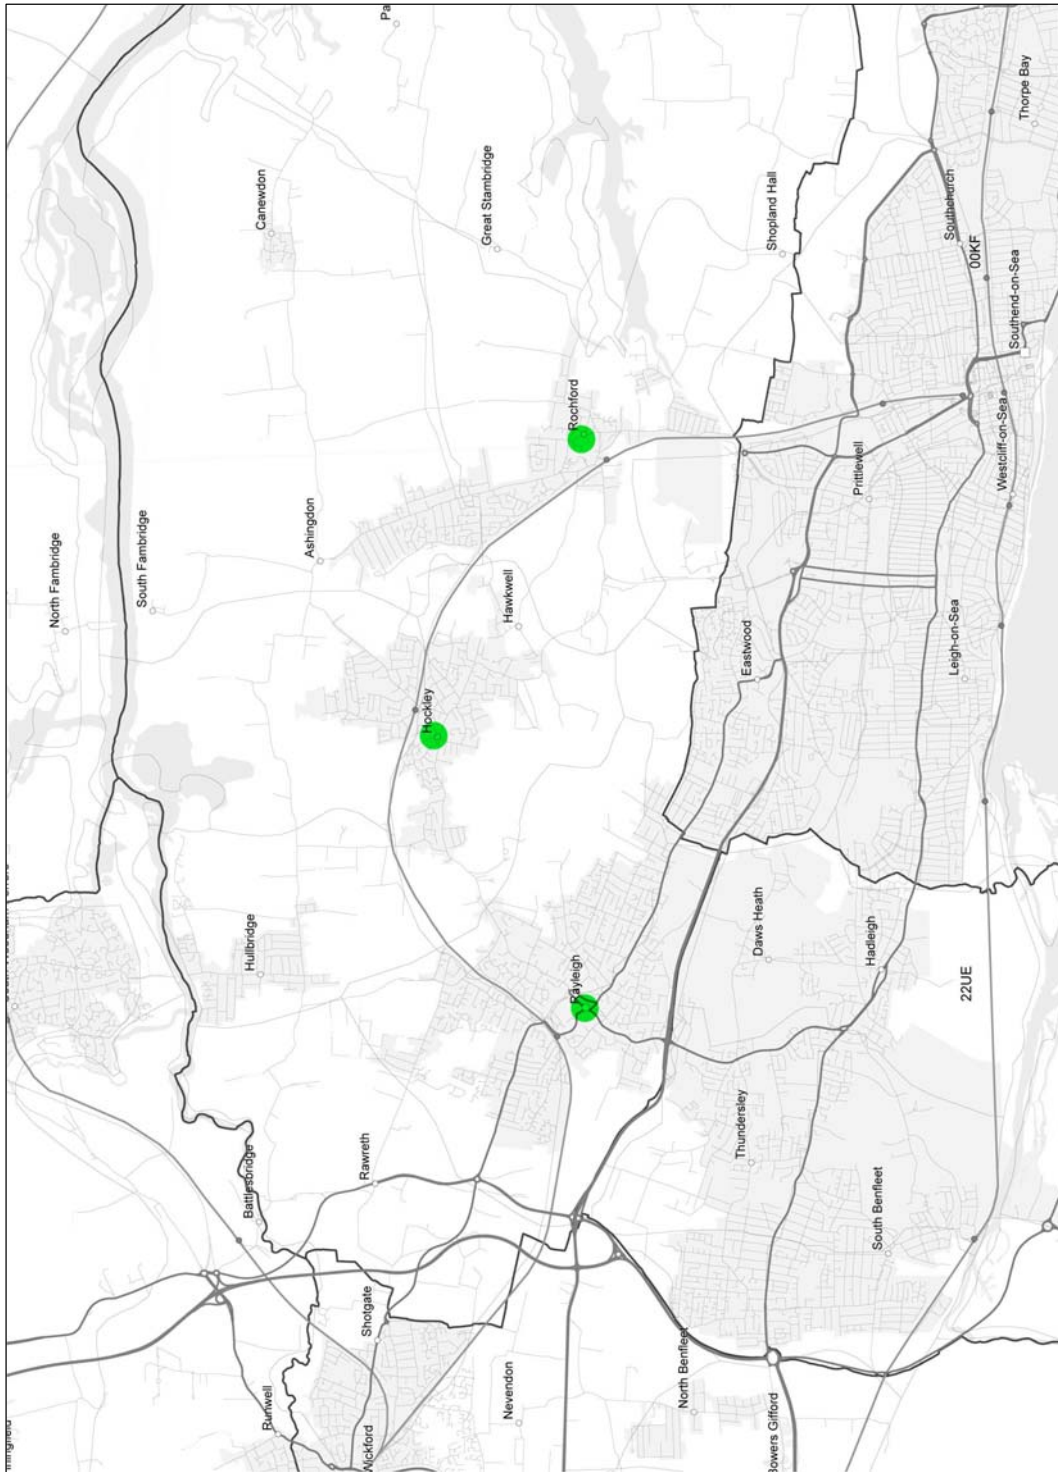 North Fambridge
South Fambridge
Battlesbridge
Hullbridge
Canewdon
Runwell
Ashingdon
Rawreth
Shotgate
Wickford
Pa
Hockley
Great Stambridge
Nevendon
Hawkwell
Rochford
Rayleigh
North Benfleet
Thundersley
Eastwood
Daws Heath
Bowers Gifford
Shopland Hall
Prittlewell
Hadleigh
South Benfleet
Southchurch
Leigh-on-Sea
22UE
00KF
Westcliff-on-Sea
Southend-on-Sea
Thorpe Bay